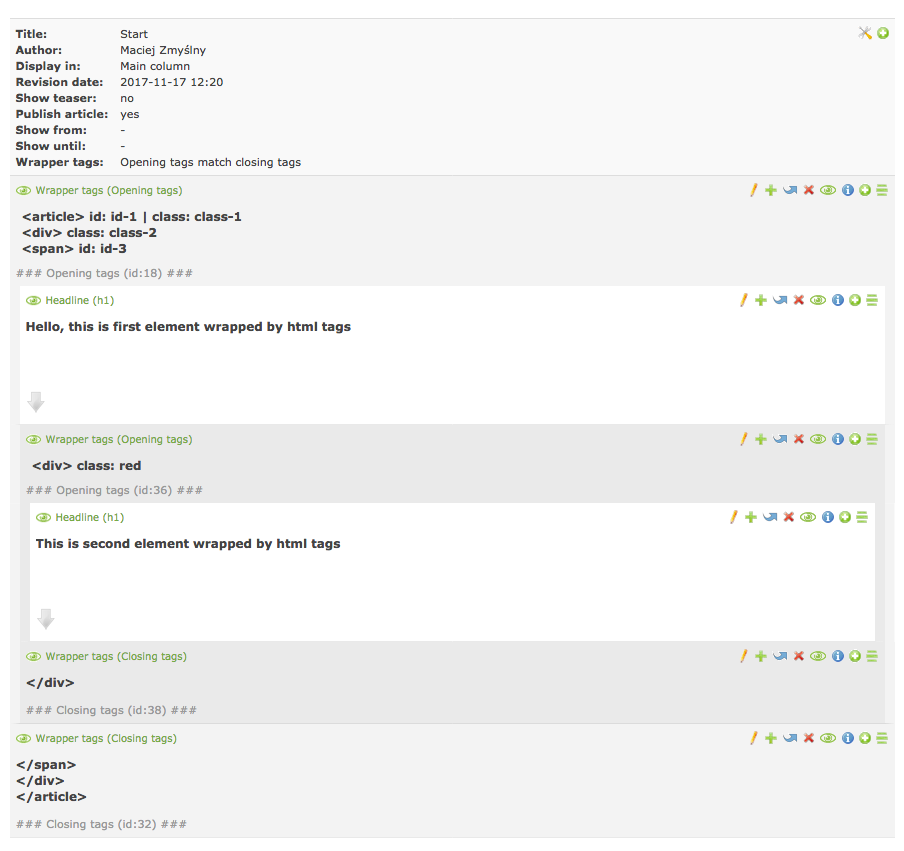 Title: Start
Author: Maciej Zmyślny
Display in: Main column
Revision date: 2017-11-17 12:20
Show teaser: no
Publish article: yes
Show from: -
Show until: -
Wrapper tags: Opening tags match closing tags
Wrapper tags (Opening tags)
<article> id: id-1 | class: class-1
<div> class: class-2
<span> id: id-3
### Opening tags (id:18) ###
Headline (h1)
Hello, this is first element wrapped by html tags
Wrapper tags (Opening tags)
<div> class: red
### Opening tags (id:36) ###
Headline (h1)
This is second element wrapped by html tags
Wrapper tags (Closing tags)
</div>
### Closing tags (id:38) ###
Wrapper tags (Closing tags)
</span>
</div>
</article>
### Closing tags (id:32) ###